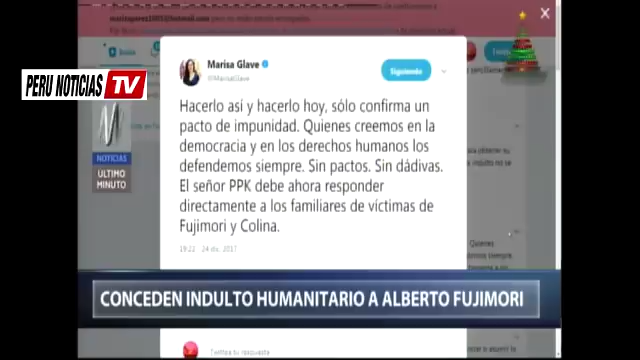 PERU NOTICIAS TV
NOTICIAS
ÚLTIMO
MINUTO
Marisa Glave
@MarisaGlave
Siguiendo
Hacerlo así y hacerlo hoy, sólo confirma un
pacto de impunidad. Quienes creemos en la
democracia y en los derechos humanos los
defendemos siempre. Sin pactos. Sin dádivas.
El señor PPK debe ahora responder
directamente a los familiares de víctimas de
Fujimori y Colina.
19:22 24 dic. 2017
Quienes
CONCEDEN INDULTO HUMANITARIO A ALBERTO FUJIMORI
Twittea tu respuesta